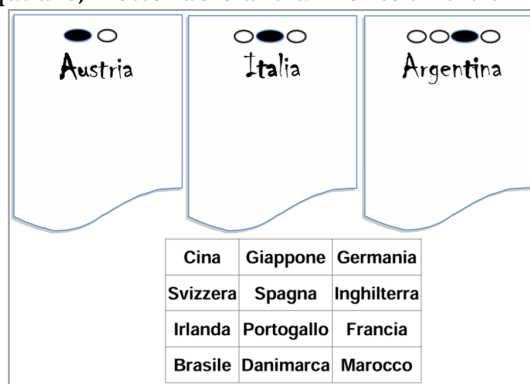 Austria
Italia
Argentina
Cina Giappone Germania
Svizzera Spagna Inghilterra
Irlanda Portogallo Francia
Brasile Danimarca Marocco